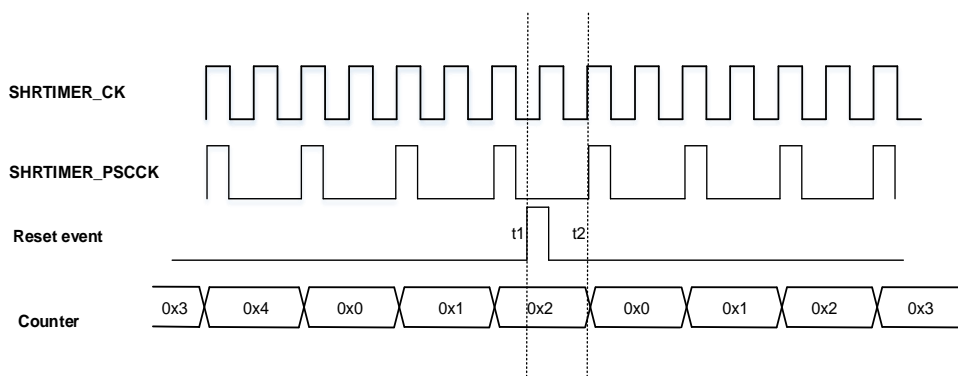 SHRTIMER_CK
SHRTIMER_PSCCK
Reset event
t1 t2
Counter
0x3 0x4 0x0 0x1 0x2 0x0 0x1 0x2 0x3